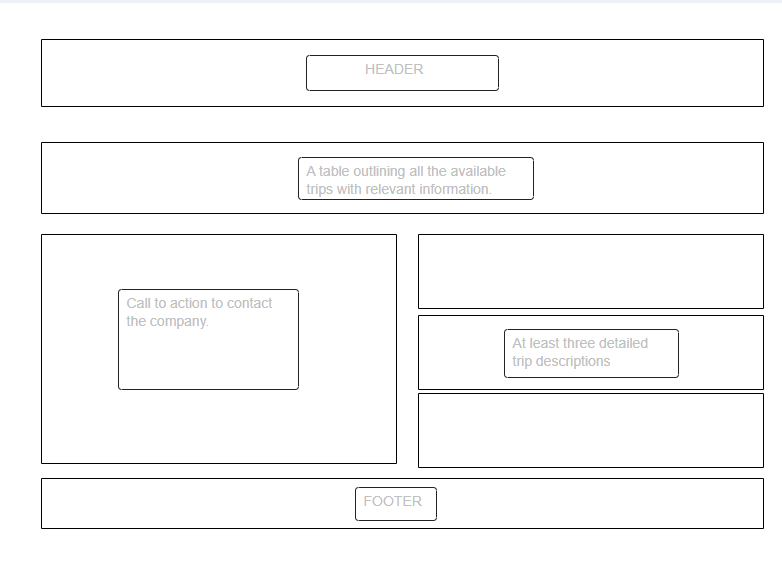 HEADER
A table outlining all the available
trips with relevant information.
Call to action to contact
the company.
At least three detailed
trip descriptions
FOOTER